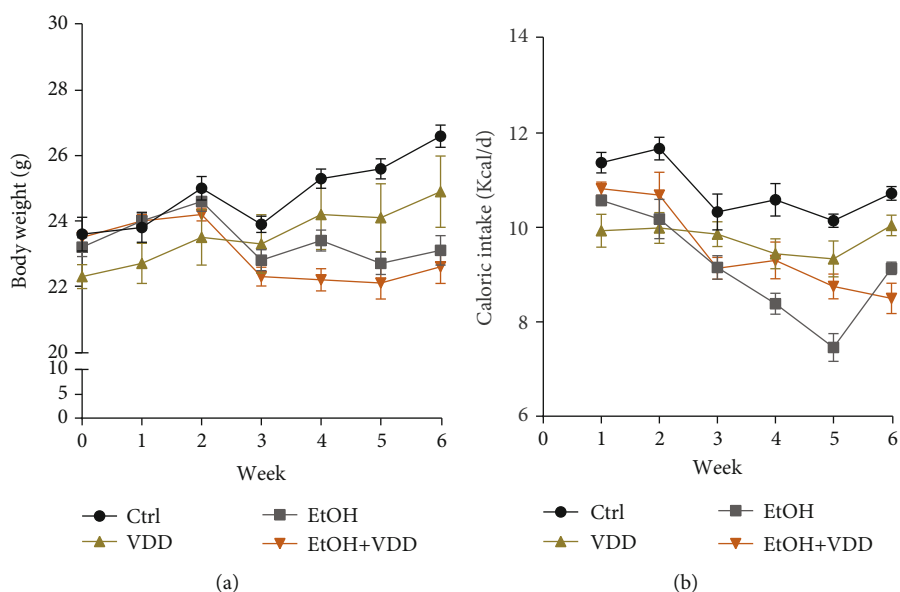 30
28
26
24
22
20
10
5
0
Body weight (g)
0 1 2 3 4 5 6
Week
Ctrl EtOH
VDD EtOH+VDD
(a)
14
12
10
8
6
Caloric intake (Kcal/d)
0 1 2 3 4 5 6
Week
Ctrl EtOH
VDD EtOH+VDD
(b)